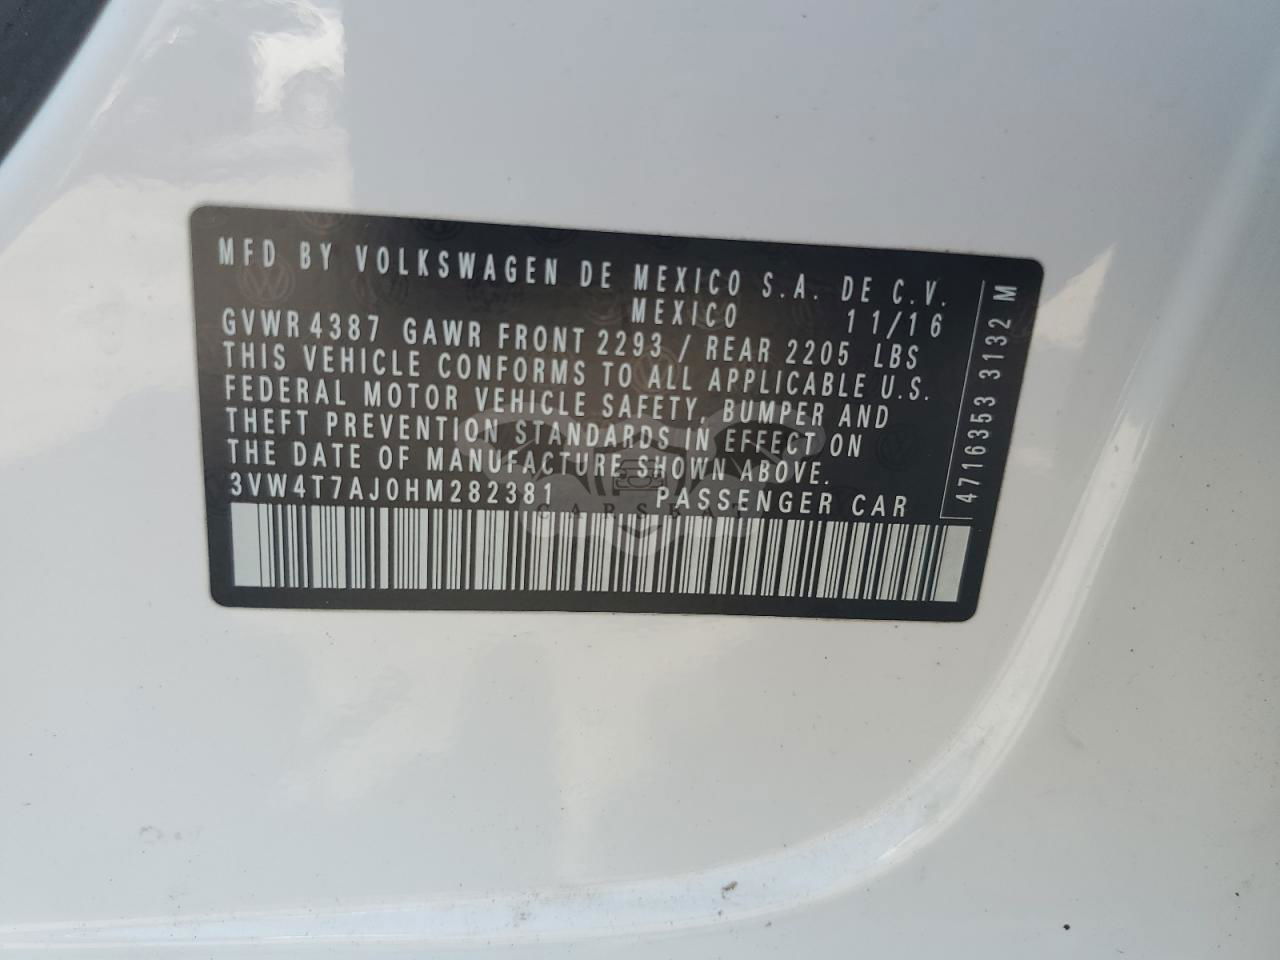 MFD BY VOLKSWAGEN DE MEXICO S.A. DE C.V.
MEXICO 11/16
GVWR 4387 GAWR FRONT 2293 / REAR 2205 LBS
THIS VEHICLE CONFORMS TO ALL APPLICABLE U.S.
FEDERAL MOTOR VEHICLE SAFETY, BUMPER AND
THEFT PREVENTION STANDARDS IN EFFECT ON
THE DATE OF MANUFACTURE SHOWN ABOVE.
3VW4T7AJ0HM282381 PASSENGER CAR
4716353 3132 M
CARSBAT